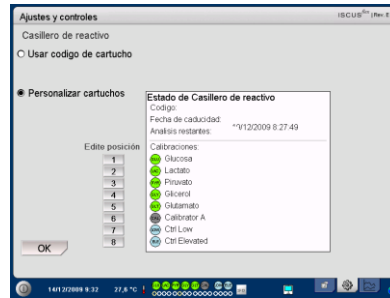 Ajustes y controles
ISCUS
Casillero de reactivo
Usar codigo de cartucho
Personalizar cartuchos
Estado de Casillero de reactivo
Codigo:
Fecha de caducidad:
Analisis restantes:
/12/2009 8:27:49
Edite posición
Calibraciones:
1
Glucosa
2
Lactato
3
Piruvato
4
Glicerol
5
Glutamato
6
Calibrator A
7
Ctrl Low
8
Ctrl Elevated
OK
14/12/2009 9:32
27,6 °C